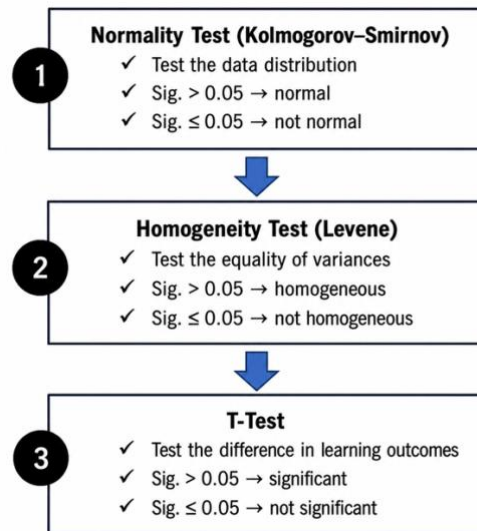 Normality Test (Kolmogorov–Smirnov)
1
✓ Test the data distribution
✓ Sig. > 0.05 → normal
✓ Sig. ≤ 0.05 → not normal
Homogeneity Test (Levene)
2
✓ Test the equality of variances
✓ Sig. > 0.05 → homogeneous
✓ Sig. ≤ 0.05 → not homogeneous
T-Test
3
✓ Test the difference in learning outcomes
✓ Sig. > 0.05 → significant
✓ Sig. ≤ 0.05 → not significant